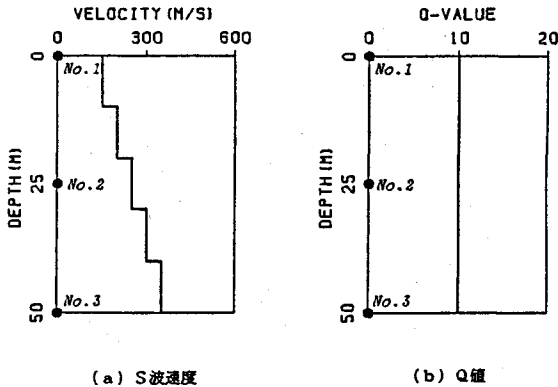 VELOCITY (M/S)
0 300 600
No.1
No.2
No.3
0
25
50
DEPTH (M)
(a) S波速度
Q-VALUE
0 10 20
No.1
No.2
No.3
0
25
50
DEPTH (M)
(b) Q値